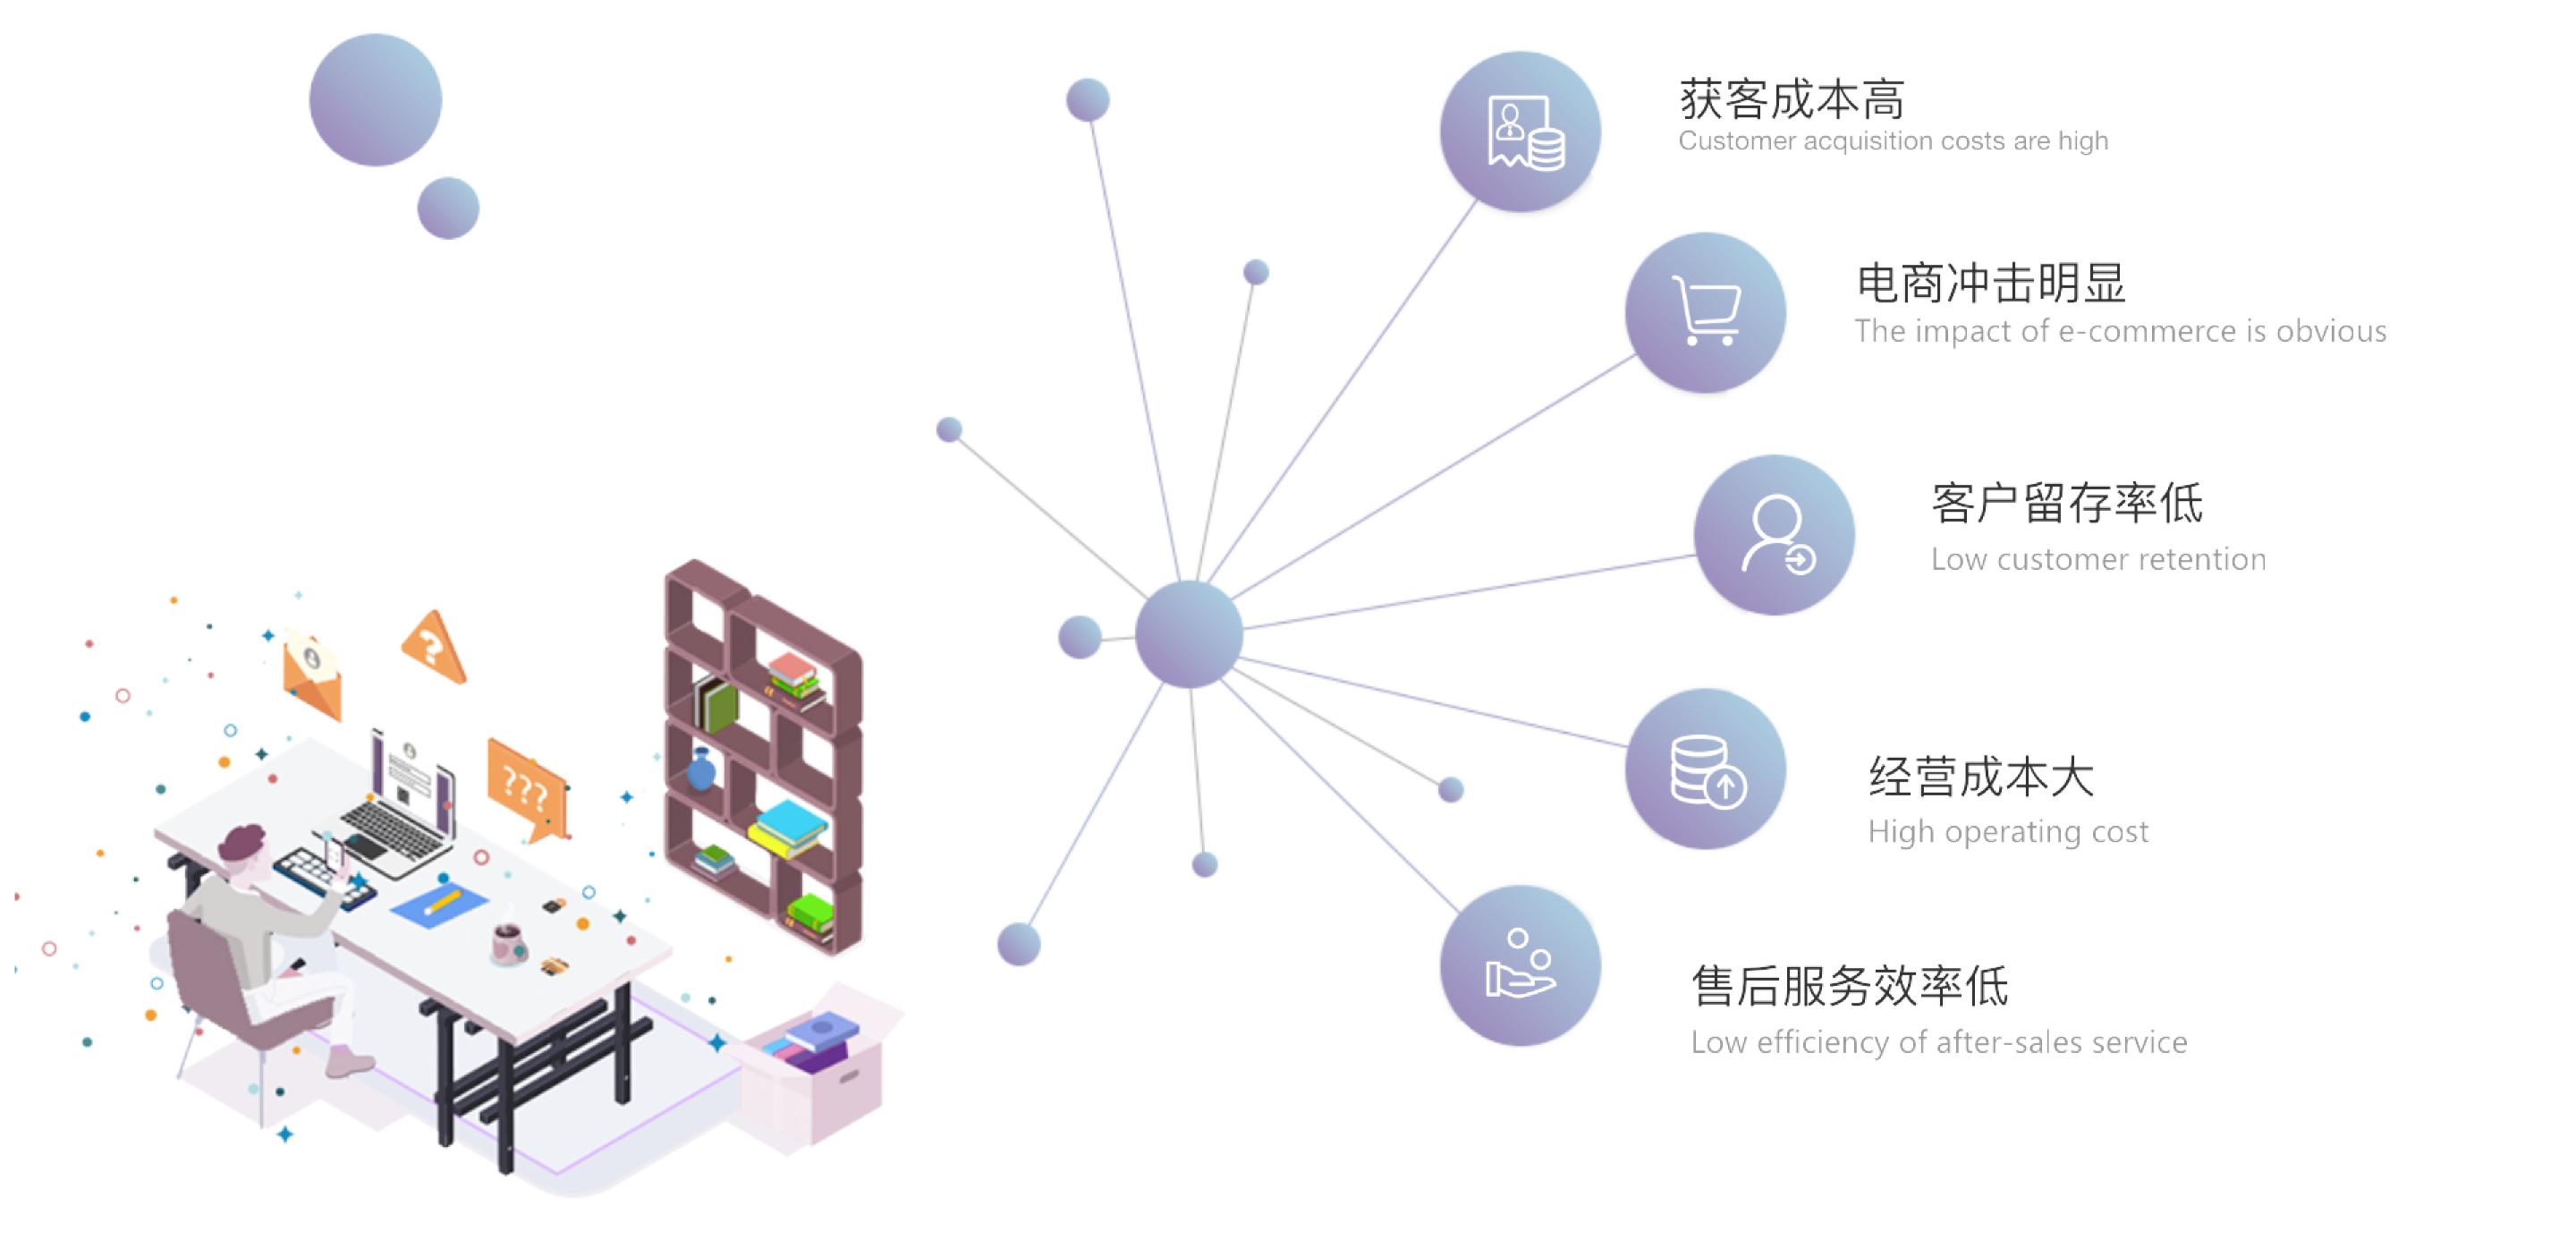 获客成本高
Customer acquisition costs are high
电商冲击明显
The impact of e-commerce is obvious
客户留存率低
Low customer retention
?
???
经营成本大
High operating cost
售后服务效率低
Low efficiency of after-sales service